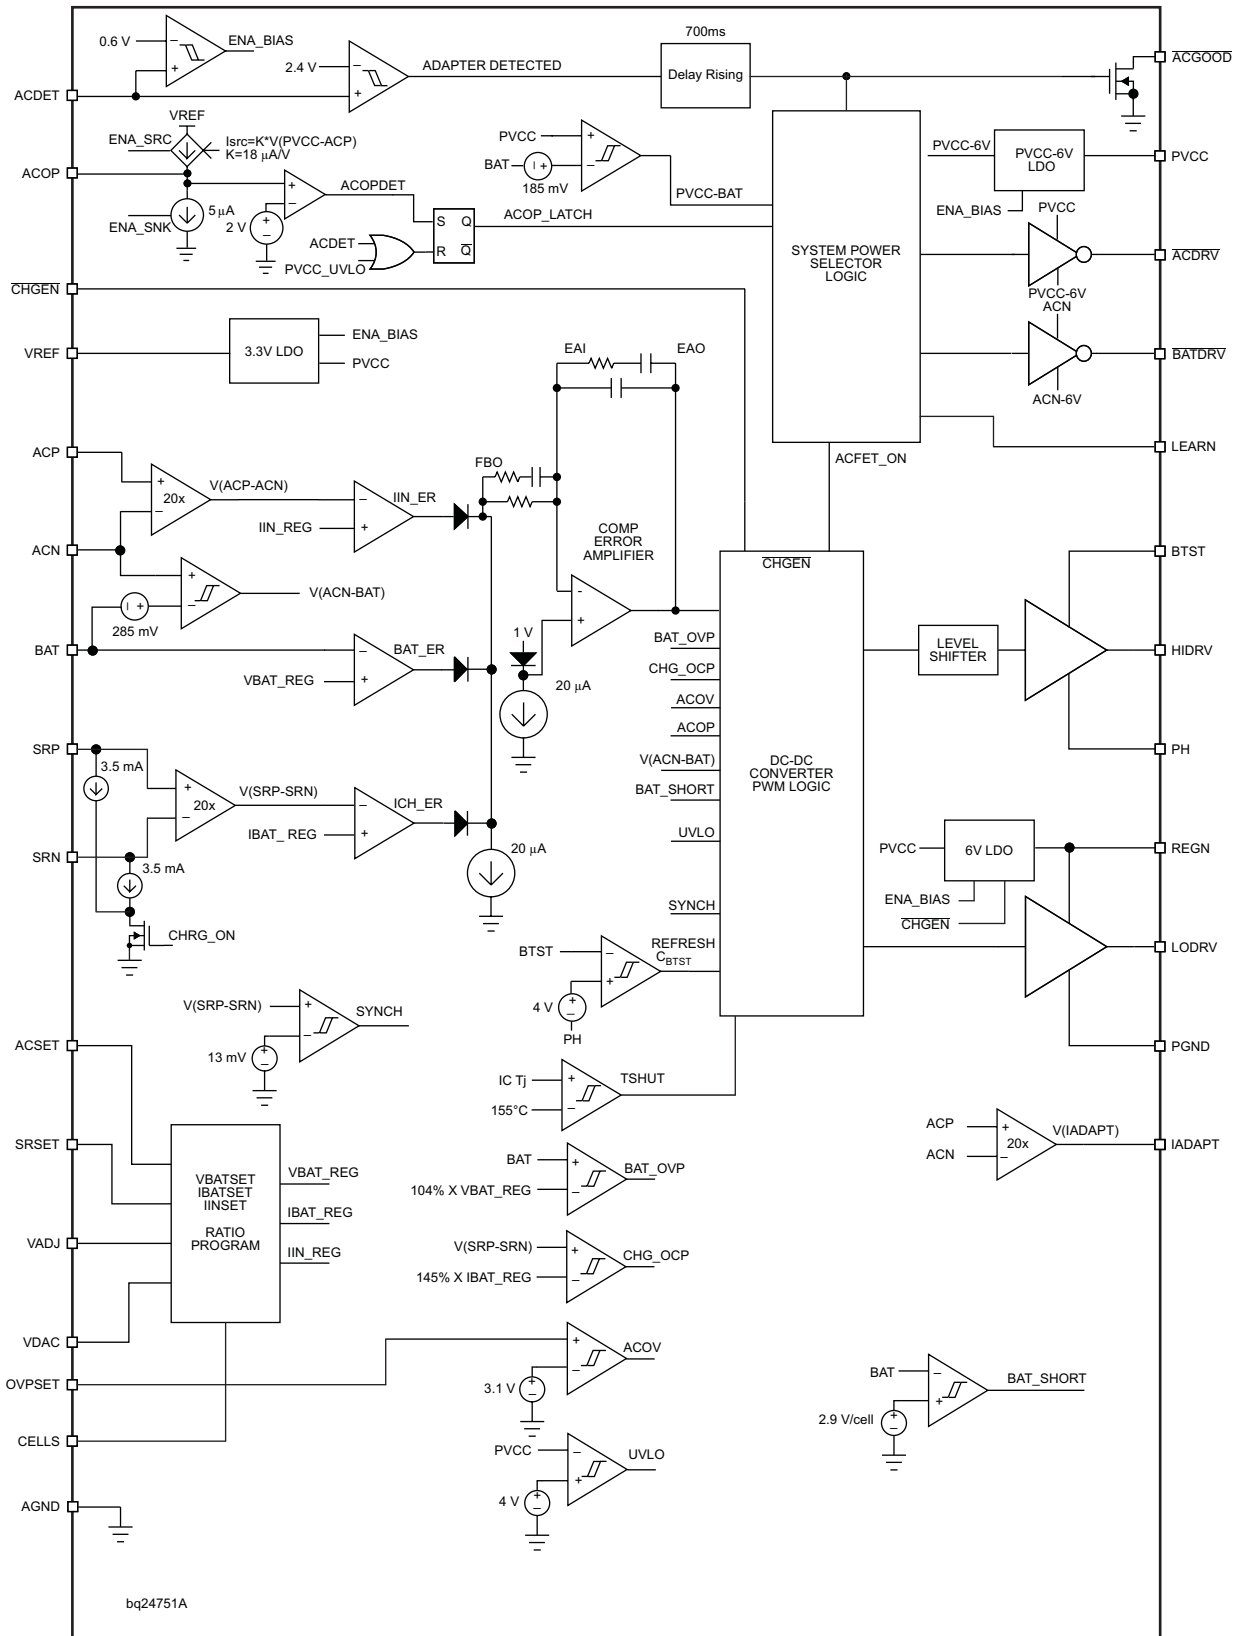 700ms
0.6 V
ENA_BIAS
2.4 V
ADAPTER DETECTED
Delay Rising
ACGOOD
ACDET
VREF
ENA_SRC
Isrc=K*V(PVCC-ACP)
K=18 µA/V
PVCC
BAT
185 mV
PVCC-BAT
PVCC-6V
PVCC-6V
LDO
PVCC
ENA_BIAS
ACOP
ACOPDET
5 µA
2 V
ENA_SNK
S Q
R Q
ACOP_LATCH
ACDET
PVCC_UVLO
SYSTEM POWER
SELECTOR
LOGIC
PVCC
ACDRV
PVCC-6V
ACN
BATDRV
ACN-6V
CHGEN
VREF
3.3V LDO
ENA_BIAS
PVCC
EAI
EAO
LEARN
ACFET_ON
ACP
20x
V(ACP-ACN)
IIN_REG
IIN_ER
FBO
COMP
ERROR
AMPLIFIER
ACN
V(ACN-BAT)
285 mV
BAT
BAT_ER
VBAT_REG
1 V
20 µA
CHGEN
BAT_OVP
CHG_OCP
ACOV
ACOP
V(ACN-BAT)
BAT_SHORT
UVLO
SYNCH
DC-DC
CONVERTER
PWM LOGIC
LEVEL
SHIFTER
BTST
HIDRV
PH
SRP
3.5 mA
20x
V(SRP-SRN)
ICH_ER
IBAT_ REG
20 µA
SRN
3.5 mA
CHRG_ON
PVCC
6V LDO
REGN
ENA_BIAS
CHGEN
LODRV
PGND
BTST
REFRESH
CBTST
4 V
PH
V(SRP-SRN)
SYNCH
13 mV
ACSET
IC Tj
TSHUT
155°C
SRSET
VBATSET
IBATSET
IINSET
RATIO
PROGRAM
VBAT_REG
IBAT_REG
IIN_REG
BAT
BAT_OVP
104% X VBAT_REG
ACP
ACN
20x
V(IADAPT)
IADAPT
VADJ
V(SRP-SRN)
CHG_OCP
145% X IBAT_REG
VDAC
OVPSET
ACOV
3.1 V
BAT
BAT_SHORT
2.9 V/cell
CELLS
PVCC
UVLO
4 V
AGND
bq24751A